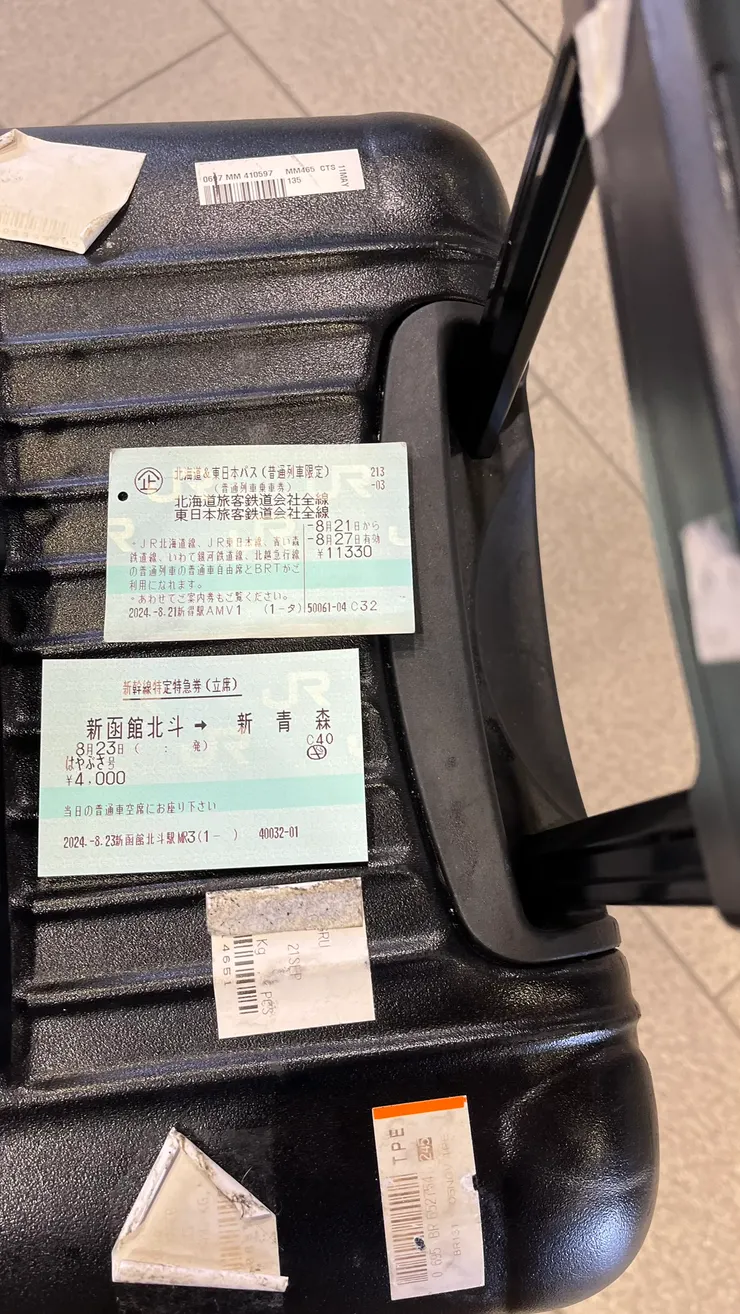 0697 MM 410597 MM465 CTS
135
11MAY
企 北海道&東日本パス(普通列車限定) 213
(普通列車乗車券) -03
北海道旅客鉄道会社全線
東日本旅客鉄道会社全線
-8月21日から
-8月27日有効
¥11330
・JR北海道線、JR東日本線、青い森
鉄道線、いわて銀河鉄道線、北越急行線
の普通列車の普通車自由席とBRTがご
利用になれます。
・あわせてご案内券もご覧ください。
2024.-8.21新得駅AMV1 (1-タ) 50061-04 C32
新幹線特定特急券(立席)
新函館北斗 → 新青森
8月23日 ( : 発) C40
はやぶさ号
¥4,000
当日の普通車空席にお座り下さい
2024.-8.23新函館北斗駅MR3(1- ) 40032-01
21SEP
Kg
Pcs
4651
TPE